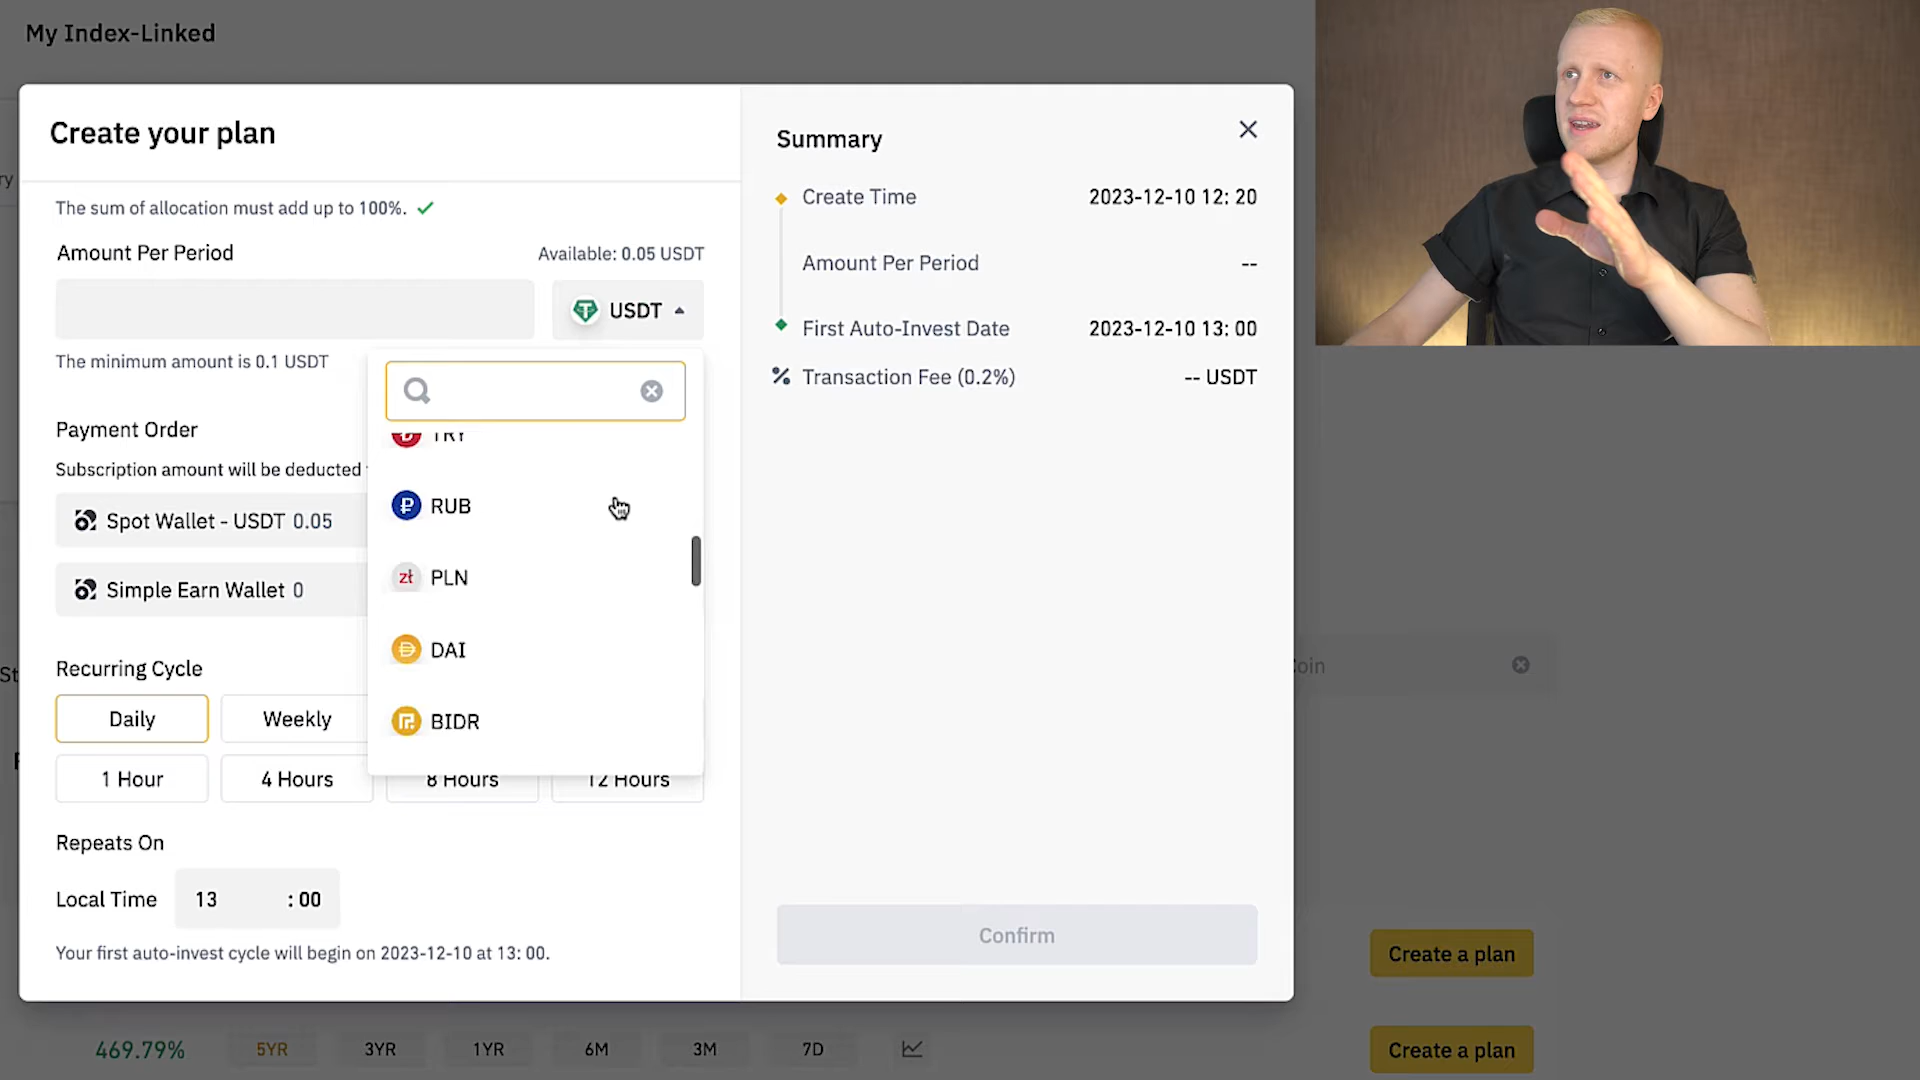 My Index-Linked
ry
Create your plan
The sum of allocation must add up to 100%.
Amount Per Period
Available: 0.05 USDT
USDT
The minimum amount is 0.1 USDT
TRY
Payment Order
Subscription amount will be deducted
RUB
Spot Wallet - USDT 0.05
zł PLN
Simple Earn Wallet 0
DAI
Recurring Cycle
Daily
Weekly
BIDR
1 Hour
4 Hours
8 Hours
12 Hours
Repeats On
Local Time
13 : 00
Your first auto-invest cycle will begin on 2023-12-10 at 13: 00.
Summary
Create Time
2023-12-10 12: 20
Amount Per Period
--
First Auto-Invest Date
2023-12-10 13: 00
Transaction Fee (0.2%)
-- USDT
Confirm
St
oin
F
Create a plan
469.79%
5YR
3YR
1YR
6M
3M
7D
Create a plan